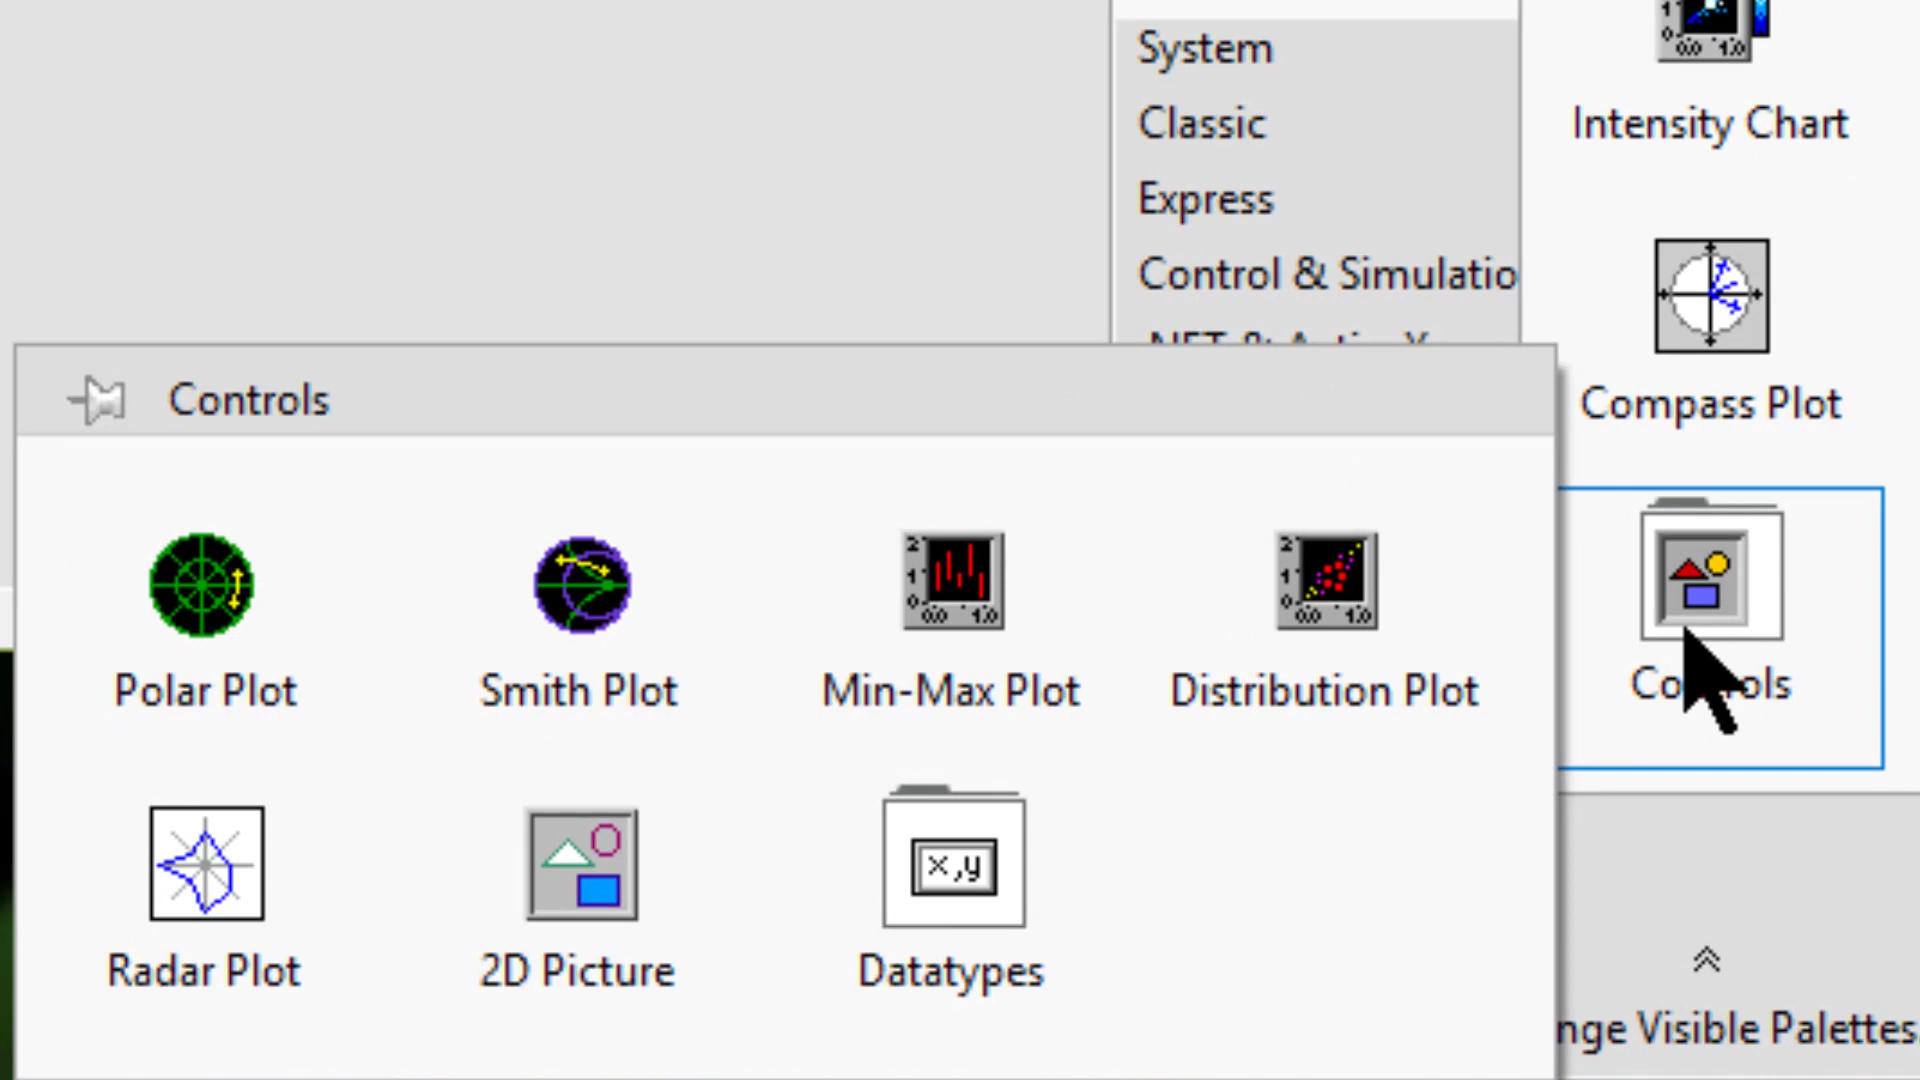 System
Classic
Express
Control & Simulatio
Intensity Chart
Compass Plot
Controls
Controls
Polar Plot
Smith Plot
Min-Max Plot
Distribution Plot
Radar Plot
2D Picture
x,y
Datatypes
nge Visible Palettes